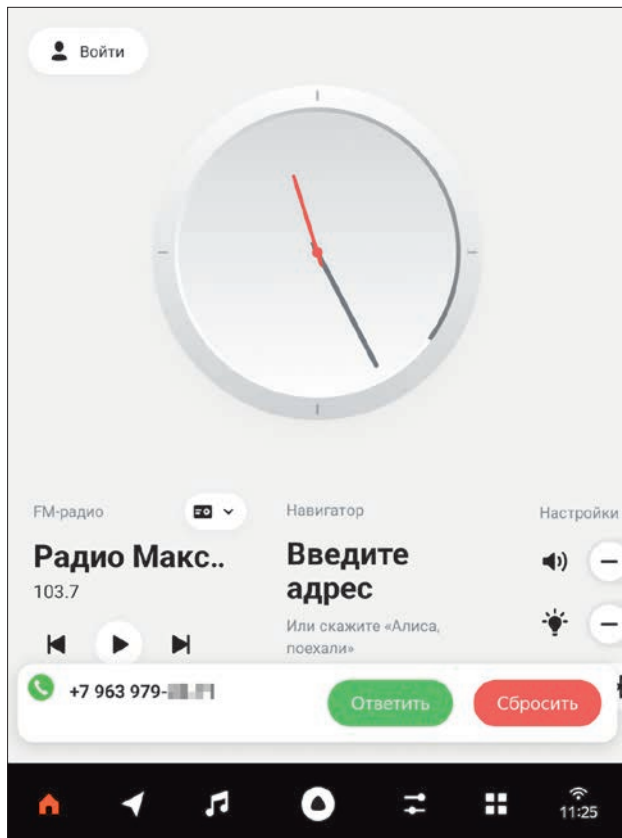 Войти
FM-радио
Радио Макс..
103.7
Навигатор
Введите
адрес
Или скажите «Алиса,
поехали»
Настройки
+7 963 979-
Ответить
Сбросить
11:25